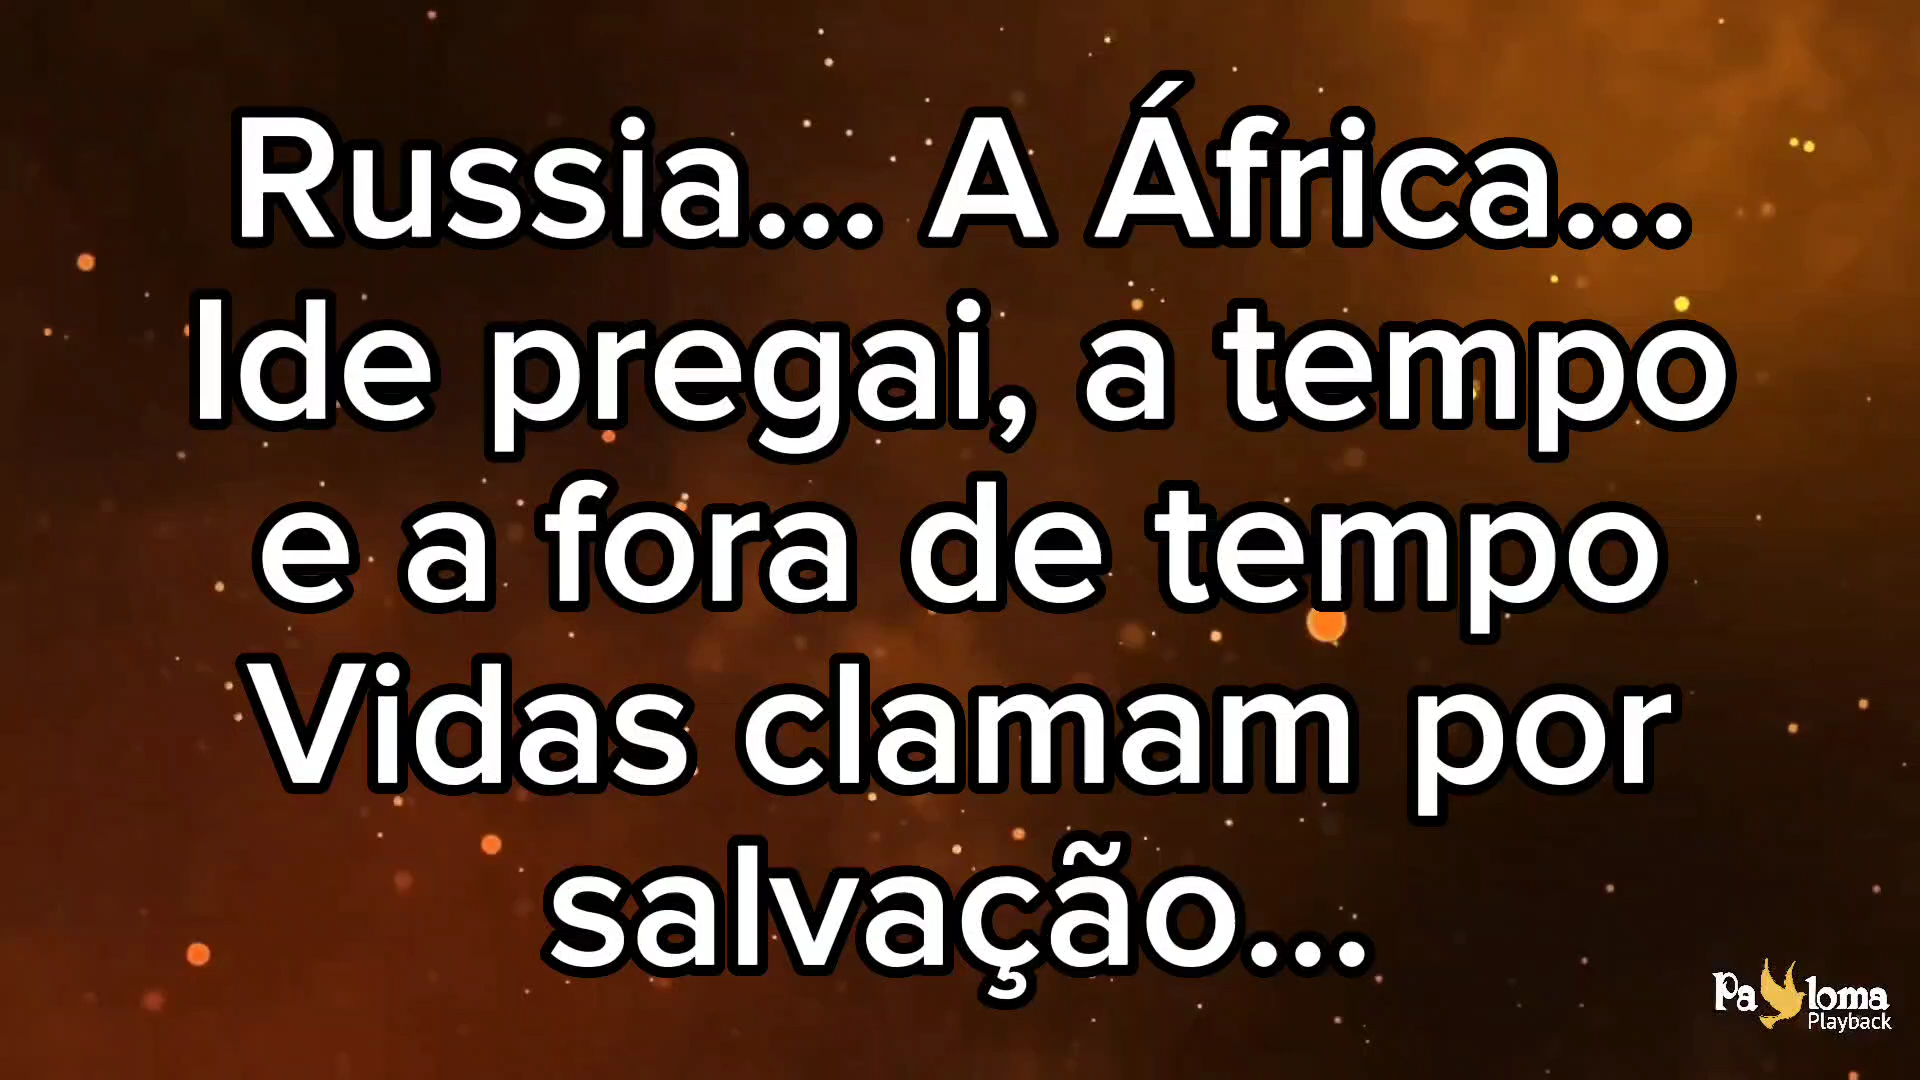 Russia... A África...
Ide pregai, a tempo
e a fora de tempo
Vidas clamam por
salvação...
Paloma
Playback